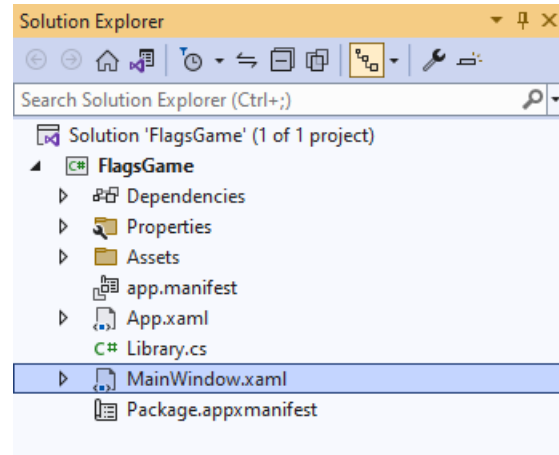 Solution Explorer
Search Solution Explorer (Ctrl+;)
Solution 'FlagsGame' (1 of 1 project)
C# FlagsGame
Dependencies
Properties
Assets
app.manifest
App.xaml
C# Library.cs
MainWindow.xaml
Package.appxmanifest